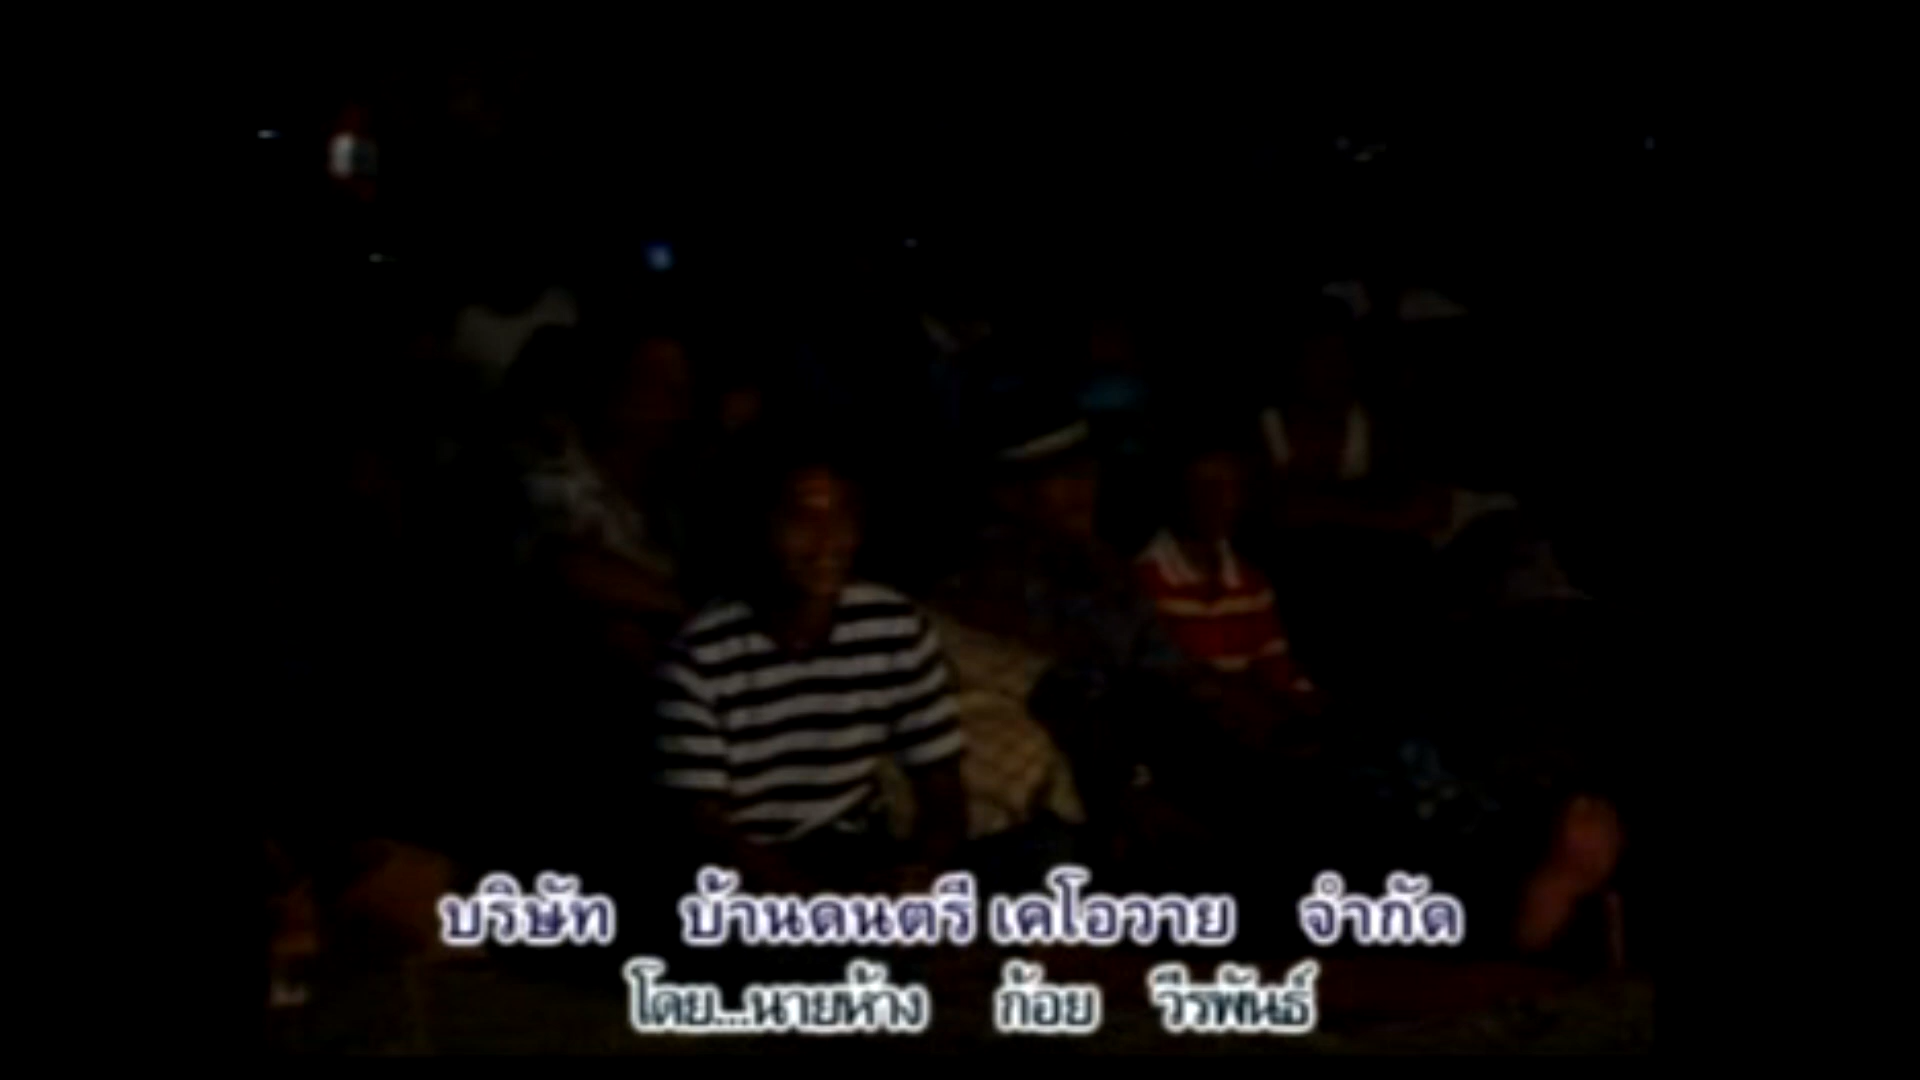 บริษัท บ้านดนตรี เคโอวาย จำกัด
โดย...นายห้าง ก้อย วีรพันธ์